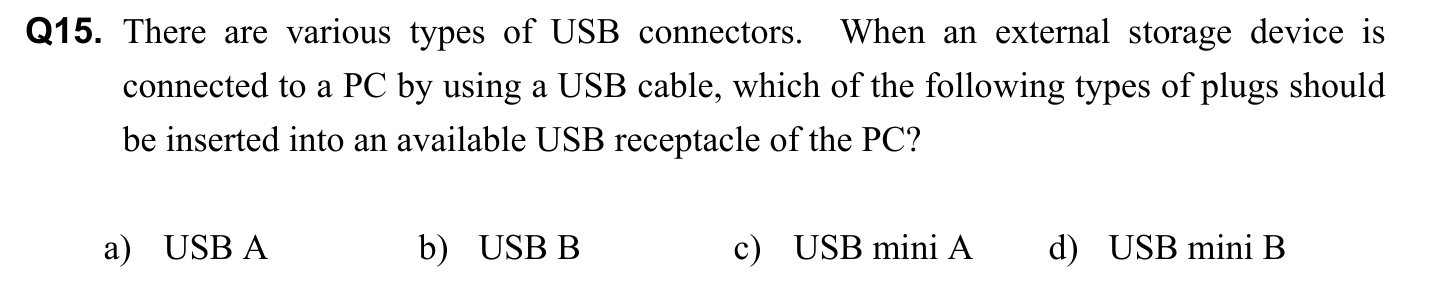 Q15. There are various types of USB connectors. When an external storage device is
connected to a PC by using a USB cable, which of the following types of plugs should
be inserted into an available USB receptacle of the PC?
a) USB A b) USB B c) USB mini A d) USB mini B